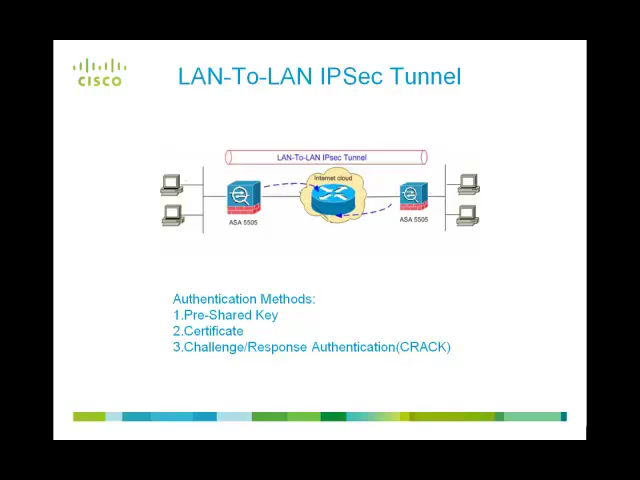 CISCO
LAN-To-LAN IPSec Tunnel
LAN-To-LAN IPsec Tunnel
Internet cloud
ASA 5505
ASA 5505
Authentication Methods:
1.Pre-Shared Key
2.Certificate
3.Challenge/Response Authentication(CRACK)